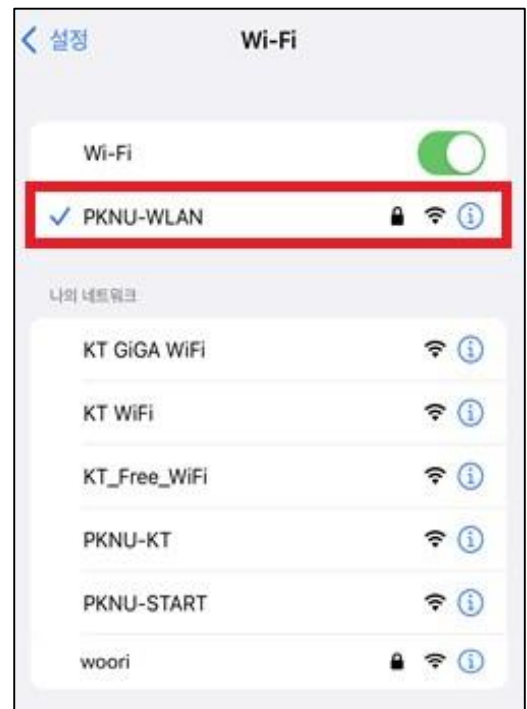 설정 Wi-Fi
Wi-Fi
PKNU-WLAN
나의 네트워크
KT GiGA WiFi
KT WiFi
KT_Free_WiFi
PKNU-KT
PKNU-START
woori